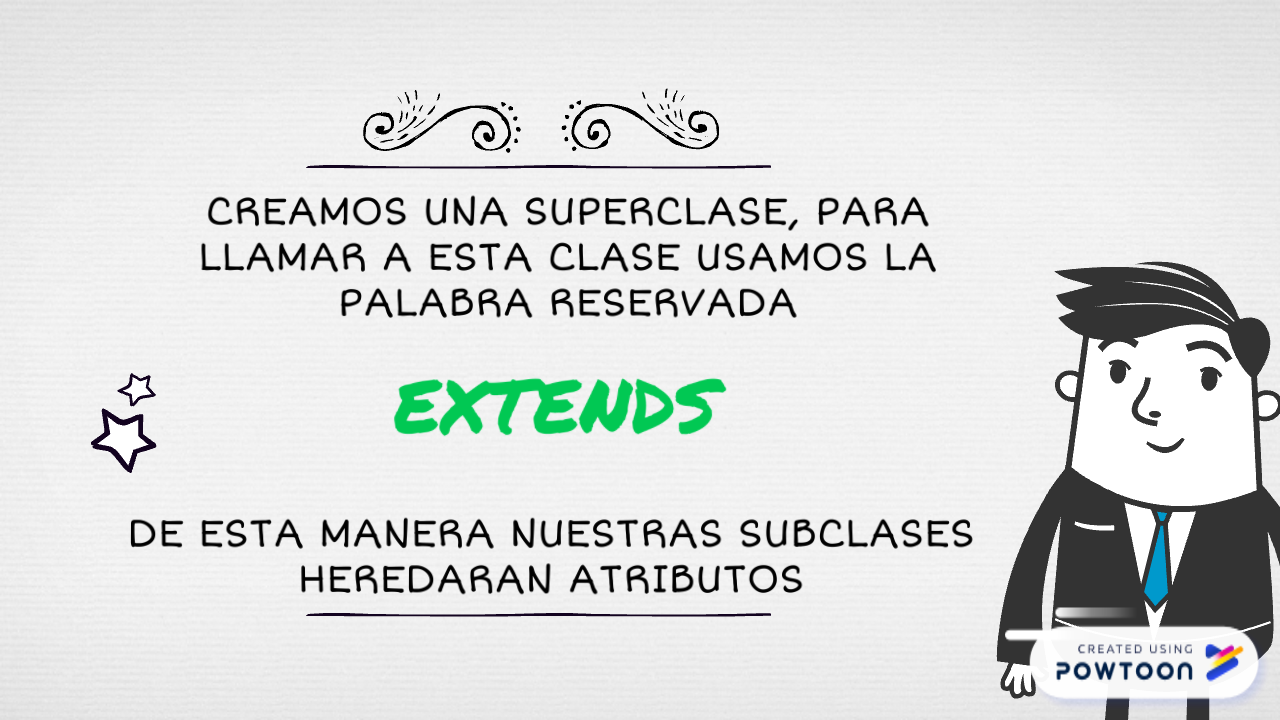 CREAMOS UNA SUPERCLASE, PARA
LLAMAR A ESTA CLASE USAMOS LA
PALABRA RESERVADA
EXTENDS
DE ESTA MANERA NUESTRAS SUBCLASES
HEREDARAN ATRIBUTOS
CREATED USING
POWTOON